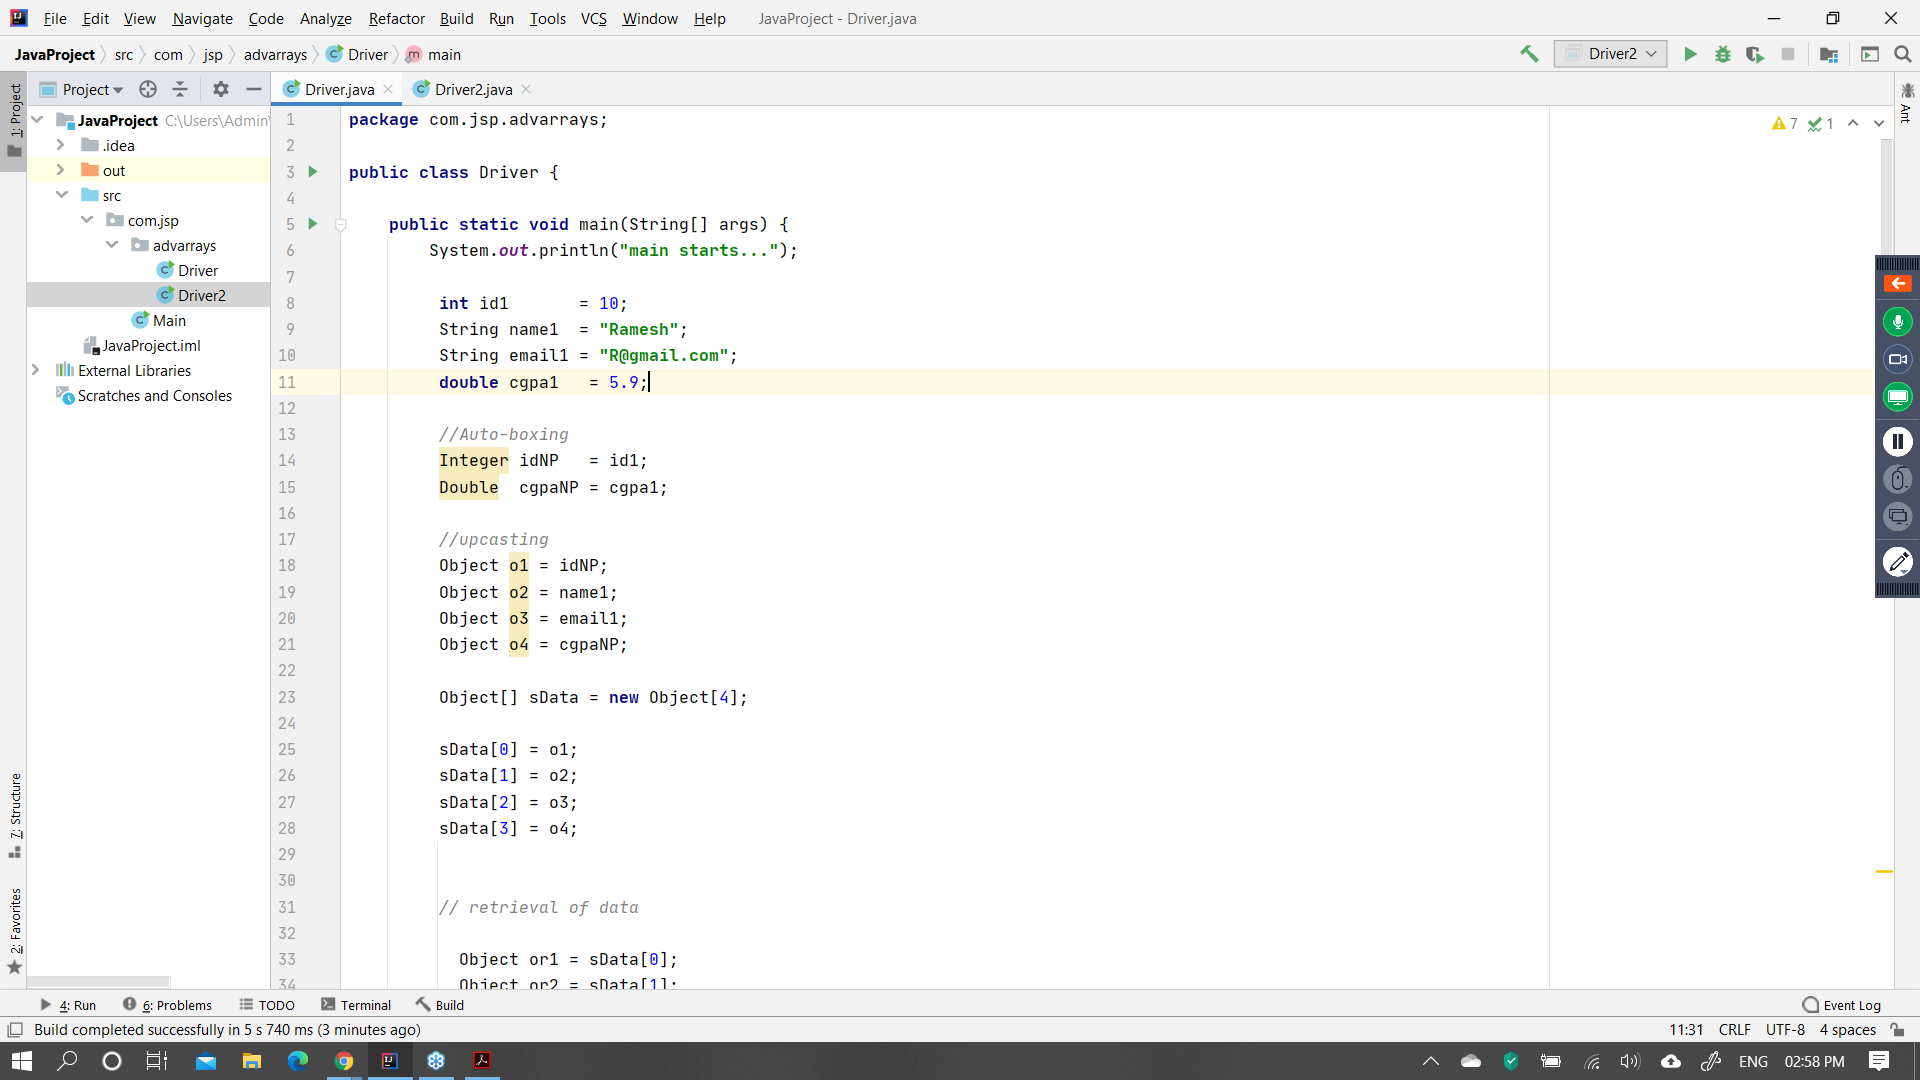 File Edit View Navigate Code Analyze Refactor Build Run Tools VCS Window Help JavaProject - Driver.java
JavaProject src com jsp advarrays Driver main
Driver2
1: Project
Project
Driver.java
Driver2.java
Ant
JavaProject C:\Users\Admin\
.idea
out
src
com.jsp
advarrays
Driver
Driver2
Main
JavaProject.iml
External Libraries
Scratches and Consoles
7: Structure
2: Favorites
7 1
1 package com.jsp.advarrays;
2
3 public class Driver {
4
5 public static void main(String[] args) {
6 System.out.println("main starts...");
7
8 int id1 = 10;
9 String name1 = "Ramesh";
10 String email1 = "R@gmail.com";
11 double cgpa1 = 5.9;
12
13 //Auto-boxing
14 Integer idNP = id1;
15 Double cgpaNP = cgpa1;
16
17 //upcasting
18 Object o1 = idNP;
19 Object o2 = name1;
20 Object o3 = email1;
21 Object o4 = cgpaNP;
22
23 Object[] sData = new Object[4];
24
25 sData[0] = o1;
26 sData[1] = o2;
27 sData[2] = o3;
28 sData[3] = o4;
29
30
31 // retrieval of data
32
33 Object or1 = sData[0];
34 Object or2 = sData[1];
4: Run 6: Problems TODO Terminal Build Event Log
Build completed successfully in 5 s 740 ms (3 minutes ago) 11:31 CRLF UTF-8 4 spaces
ENG 02:58 PM